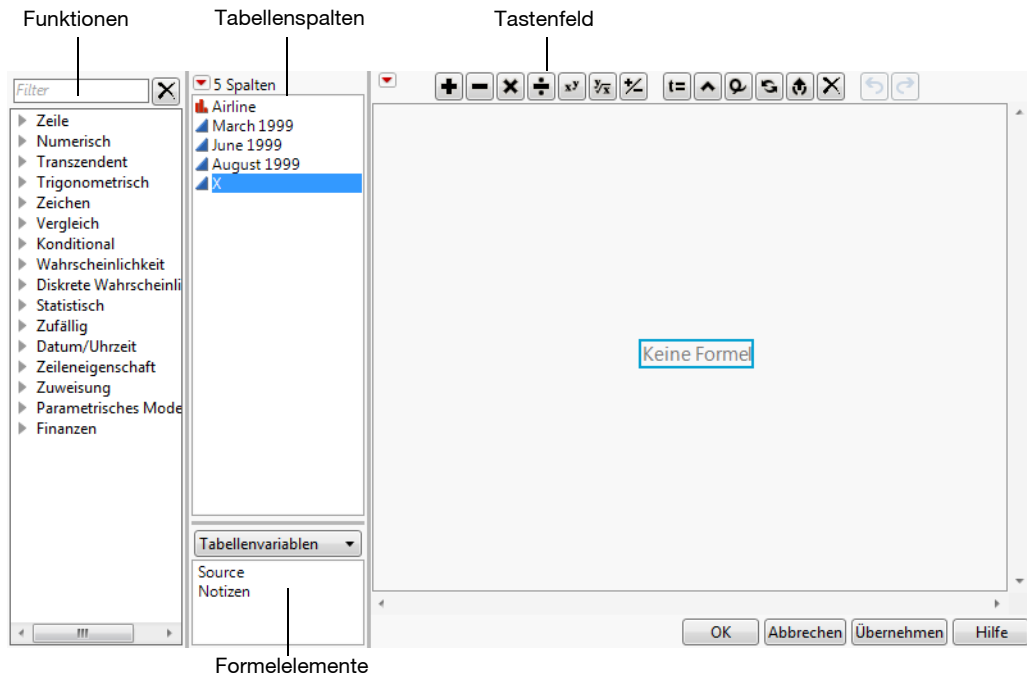 Funktionen
Tabellenspalten
Tastenfeld
Filter
Zeile
Numerisch
Transzendent
Trigonometrisch
Zeichen
Vergleich
Konditional
Wahrscheinlichkeit
Diskrete Wahrscheinli
Statistisch
Zufällig
Datum/Uhrzeit
Zeileneigenschaft
Zuweisung
Parametrisches Mode
Finanzen
5 Spalten
Airline
March 1999
June 1999
August 1999
X
Tabellenvariablen
Source
Notizen
xʸ
ʸ√x
+/−
t=
Keine Formel
OK Abbrechen Übernehmen Hilfe
Formelelemente